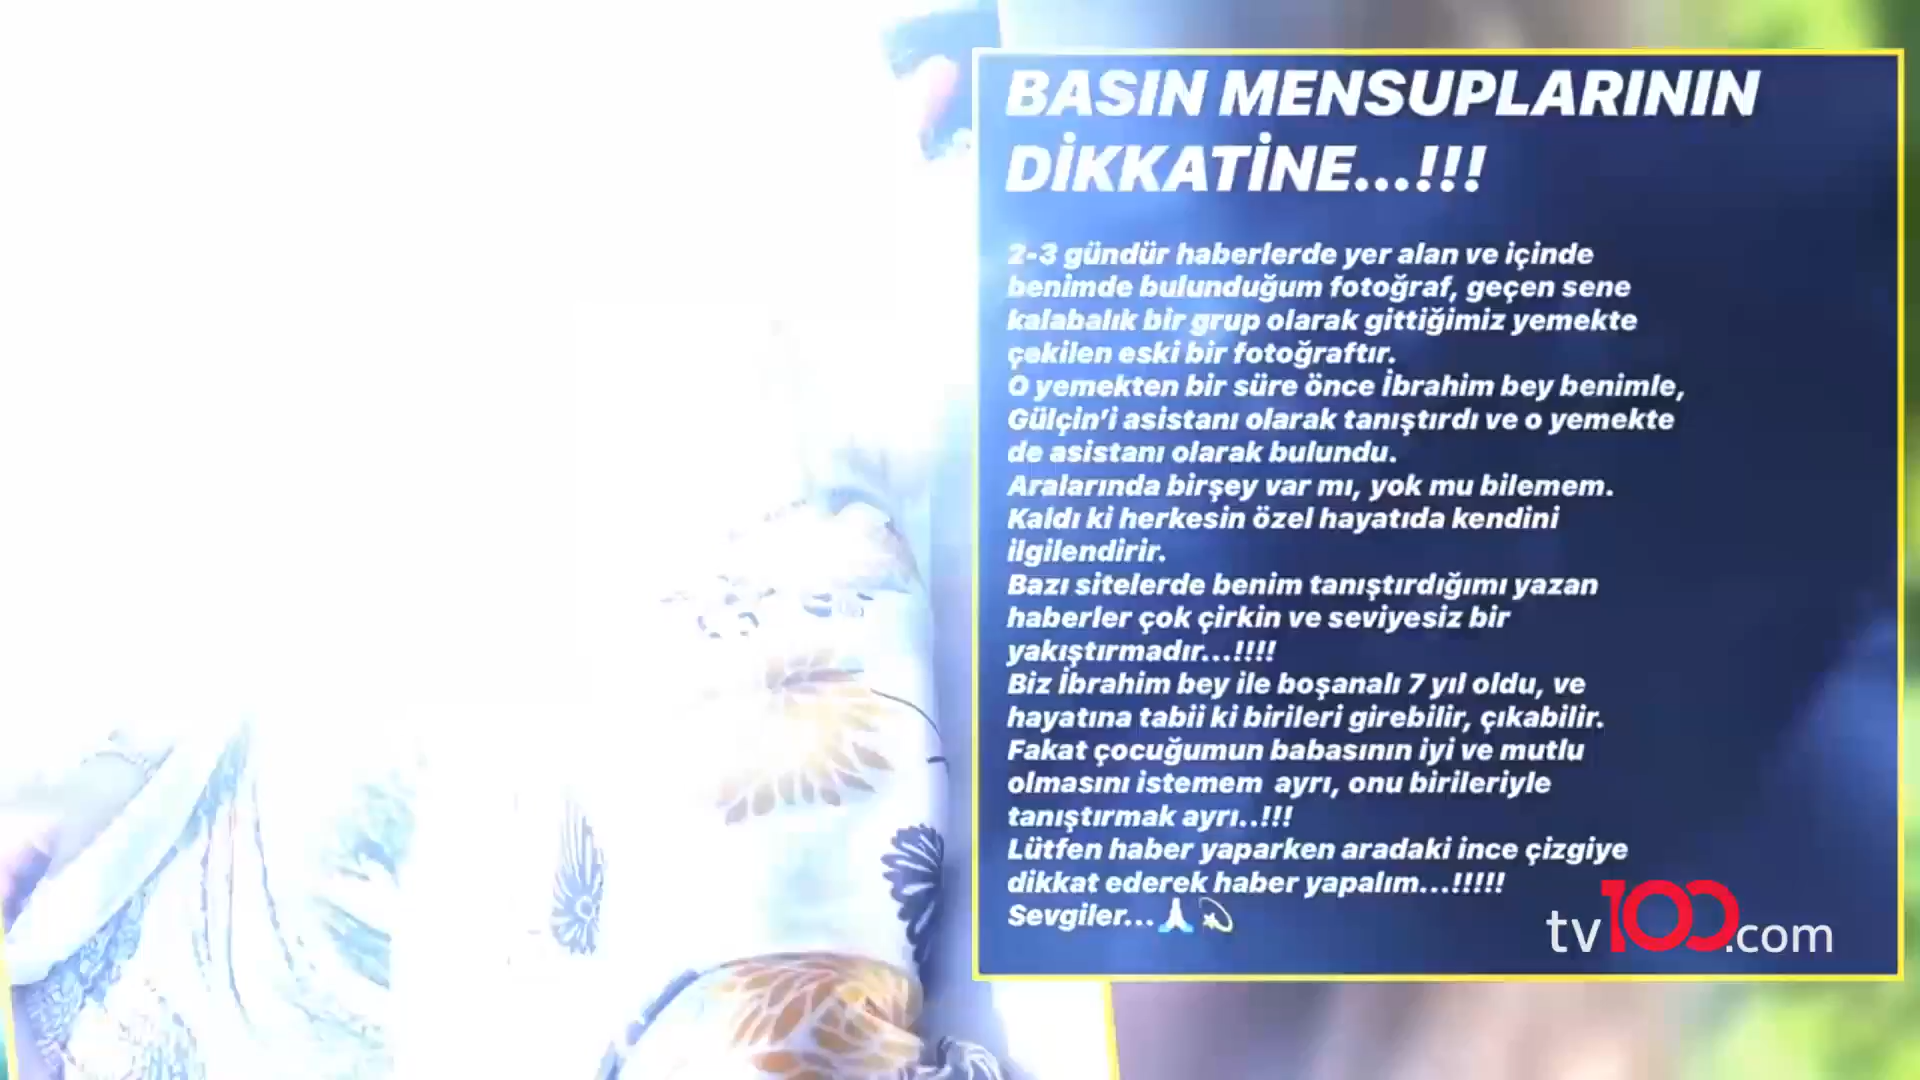 BASIN MENSUPLARININ
DİKKATİNE...!!!
2-3 gündür haberlerde yer alan ve içinde
benimde bulunduğum fotoğraf, geçen sene
kalabalık bir grup olarak gittiğimiz yemekte
çekilen eski bir fotoğraftır.
O yemekten bir süre önce İbrahim bey benimle,
Gülçin'i asistanı olarak tanıştırdı ve o yemekte
de asistanı olarak bulundu.
Aralarında birşey var mı, yok mu bilemem.
Kaldı ki herkesin özel hayatıda kendini
ilgilendirir.
Bazı sitelerde benim tanıştırdığımı yazan
haberler çok çirkin ve seviyesiz bir
yakıştırmadır...!!!!
Biz İbrahim bey ile boşanalı 7 yıl oldu, ve
hayatına tabii ki birileri girebilir, çıkabilir.
Fakat çocuğumun babasının iyi ve mutlu
olmasını istemem ayrı, onu birileriyle
tanıştırmak ayrı..!!!
Lütfen haber yaparken aradaki ince çizgiye
dikkat ederek haber yapalım...!!!!!
Sevgiler...🙏💫
tv100.com